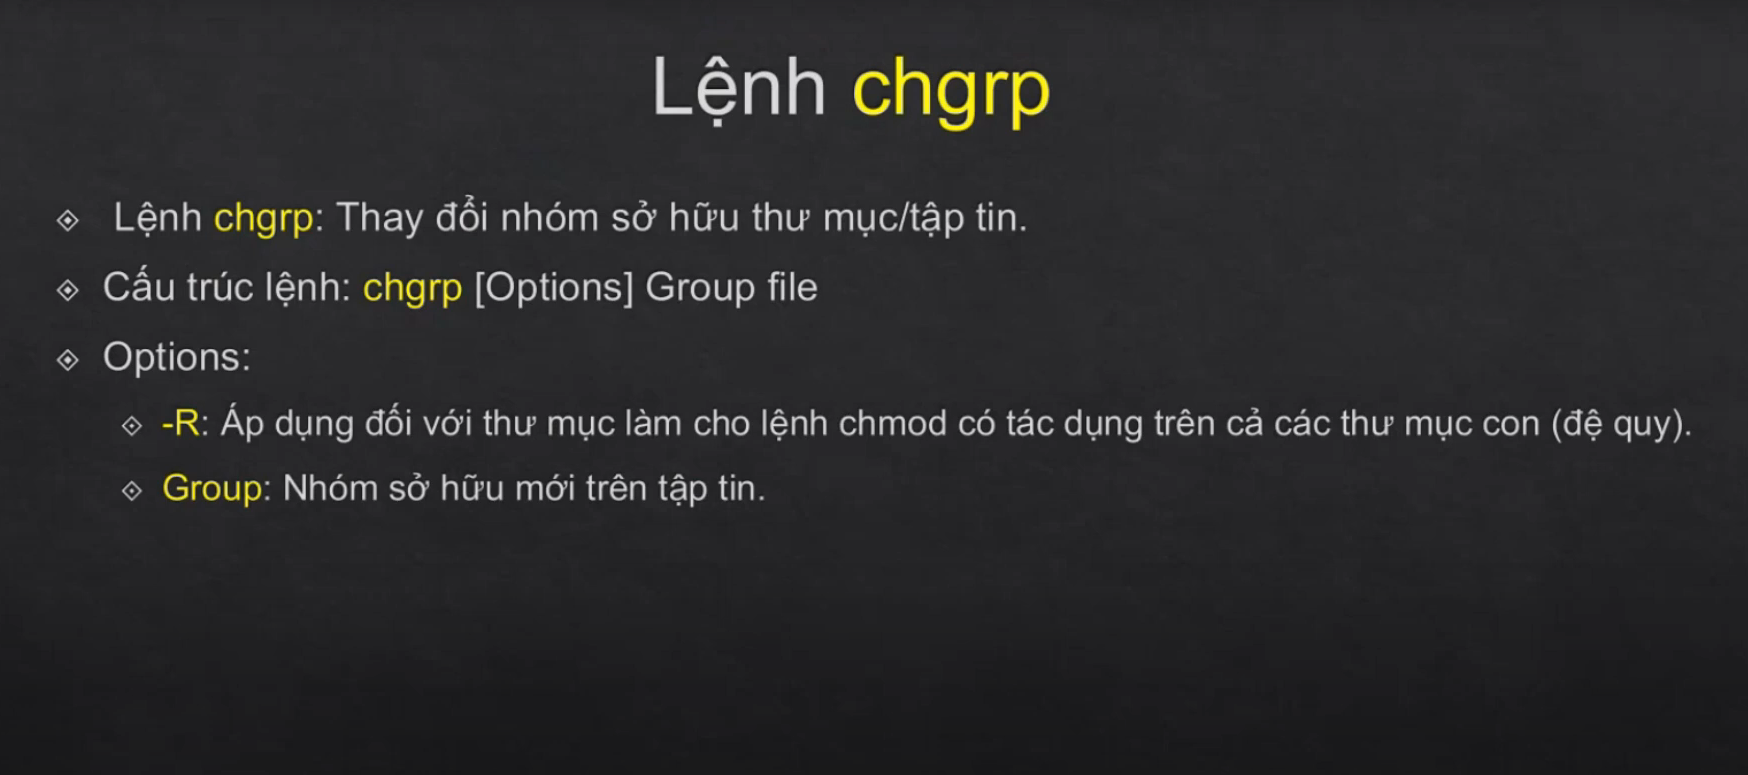 Lệnh chgrp
Lệnh chgrp: Thay đổi nhóm sở hữu thư mục/tập tin.
Cấu trúc lệnh: chgrp [Options] Group file
Options:
-R: Áp dụng đối với thư mục làm cho lệnh chmod có tác dụng trên cả các thư mục con (đệ quy).
Group: Nhóm sở hữu mới trên tập tin.